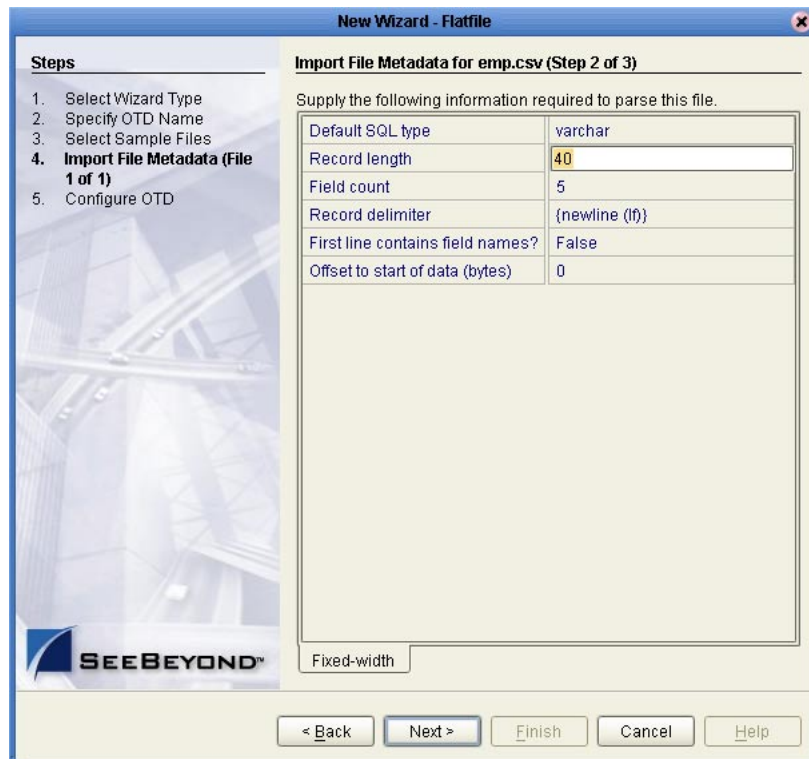 New Wizard - Flatfile
Steps
1. Select Wizard Type
2. Specify OTD Name
3. Select Sample Files
4. Import File Metadata (File
1 of 1)
5. Configure OTD
Import File Metadata for emp.csv (Step 2 of 3)
Supply the following information required to parse this file.
Default SQL type varchar
Record length 40
Field count 5
Record delimiter {newline (lf)}
First line contains field names? False
Offset to start of data (bytes) 0
Fixed-width
SEEBEYOND™
< Back Next > Finish Cancel Help